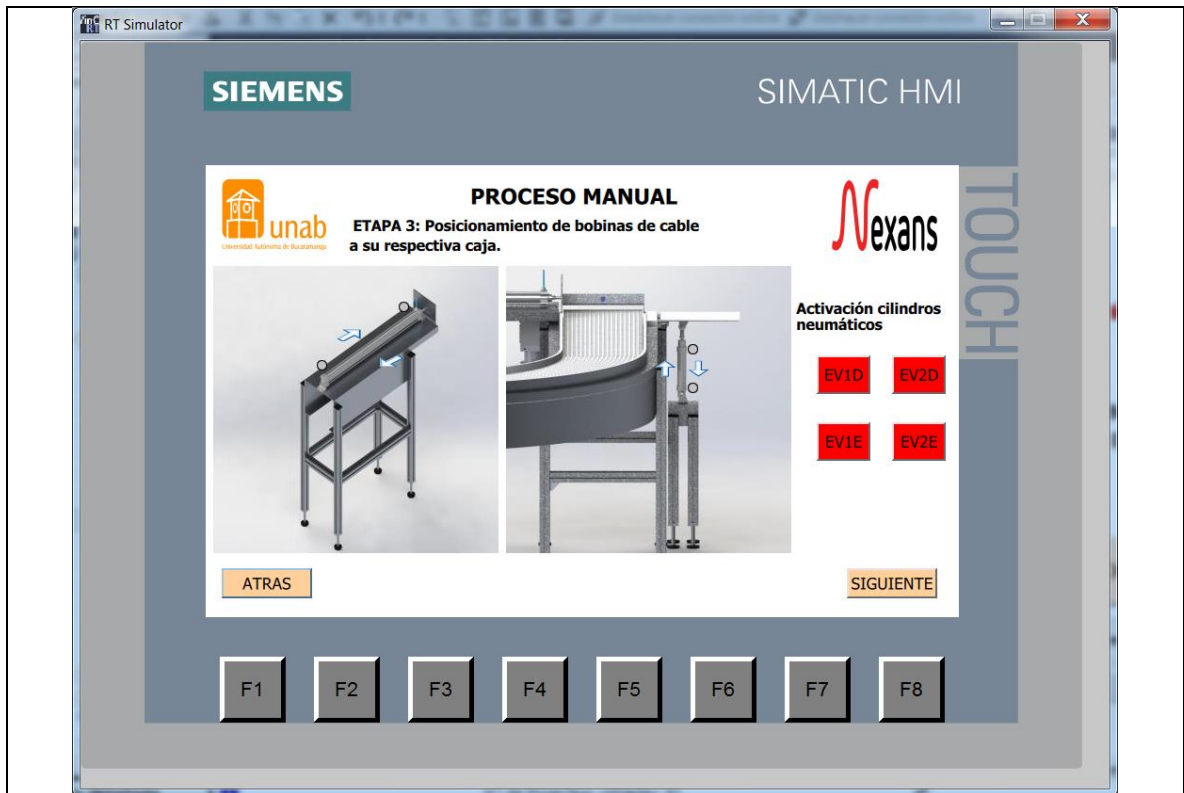 RT Simulator
SIEMENS
SIMATIC HMI
TOUCH
unab
Universidad Autónoma de Bucaramanga
PROCESO MANUAL
ETAPA 3: Posicionamiento de bobinas de cable
a su respectiva caja.
Nexans
Activación cilindros
neumáticos
EV1D EV2D
EV1E EV2E
ATRAS
SIGUIENTE
F1 F2 F3 F4 F5 F6 F7 F8